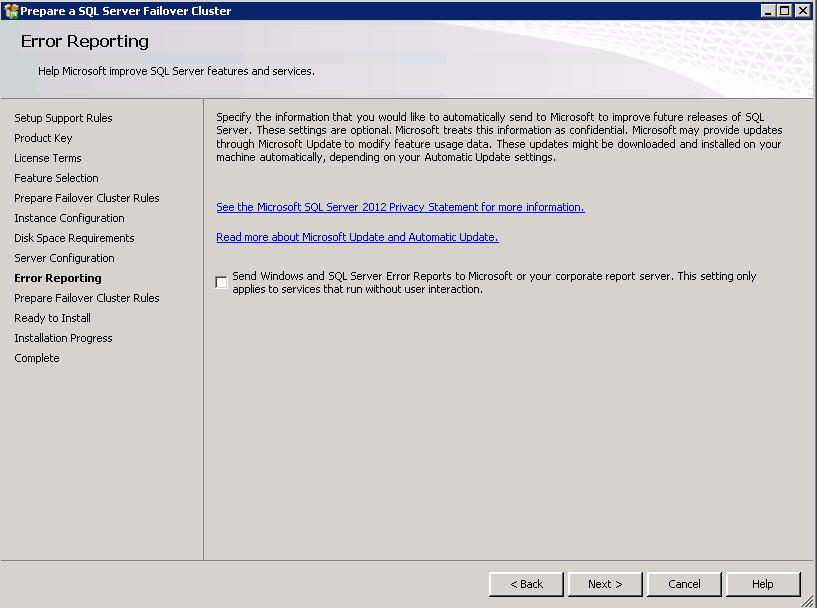 Prepare a SQL Server Failover Cluster
Error Reporting
Help Microsoft improve SQL Server features and services.
Setup Support Rules
Product Key
License Terms
Feature Selection
Prepare Failover Cluster Rules
Instance Configuration
Disk Space Requirements
Server Configuration
Error Reporting
Prepare Failover Cluster Rules
Ready to Install
Installation Progress
Complete
Specify the information that you would like to automatically send to Microsoft to improve future releases of SQL
Server. These settings are optional. Microsoft treats this information as confidential. Microsoft may provide updates
through Microsoft Update to modify feature usage data. These updates might be downloaded and installed on your
machine automatically, depending on your Automatic Update settings.
See the Microsoft SQL Server 2012 Privacy Statement for more information.
Read more about Microsoft Update and Automatic Update.
Send Windows and SQL Server Error Reports to Microsoft or your corporate report server. This setting only
applies to services that run without user interaction.
< Back
Next >
Cancel
Help